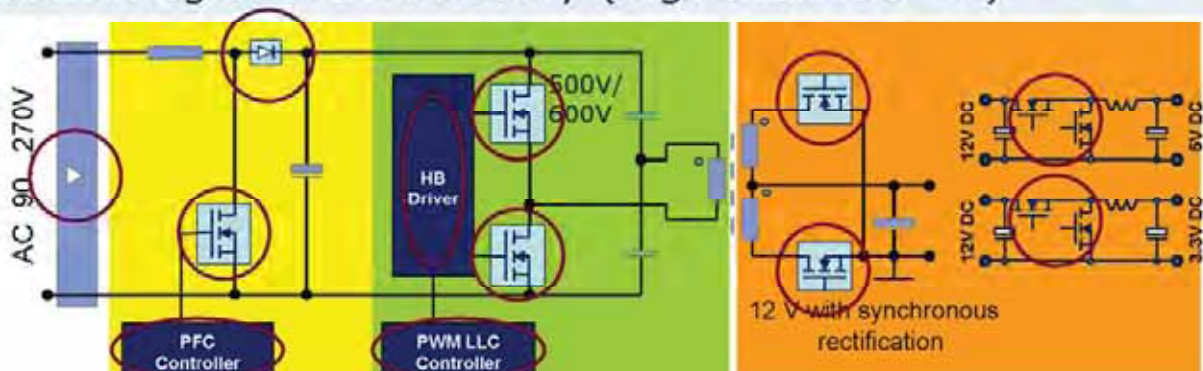 AC 90 270V
500V/
600V
HB
Driver
PFC
Controller
PWM LLC
Controller
12 V with synchronous
rectification
12V DC
5V DC
12V DC
3.3V DC